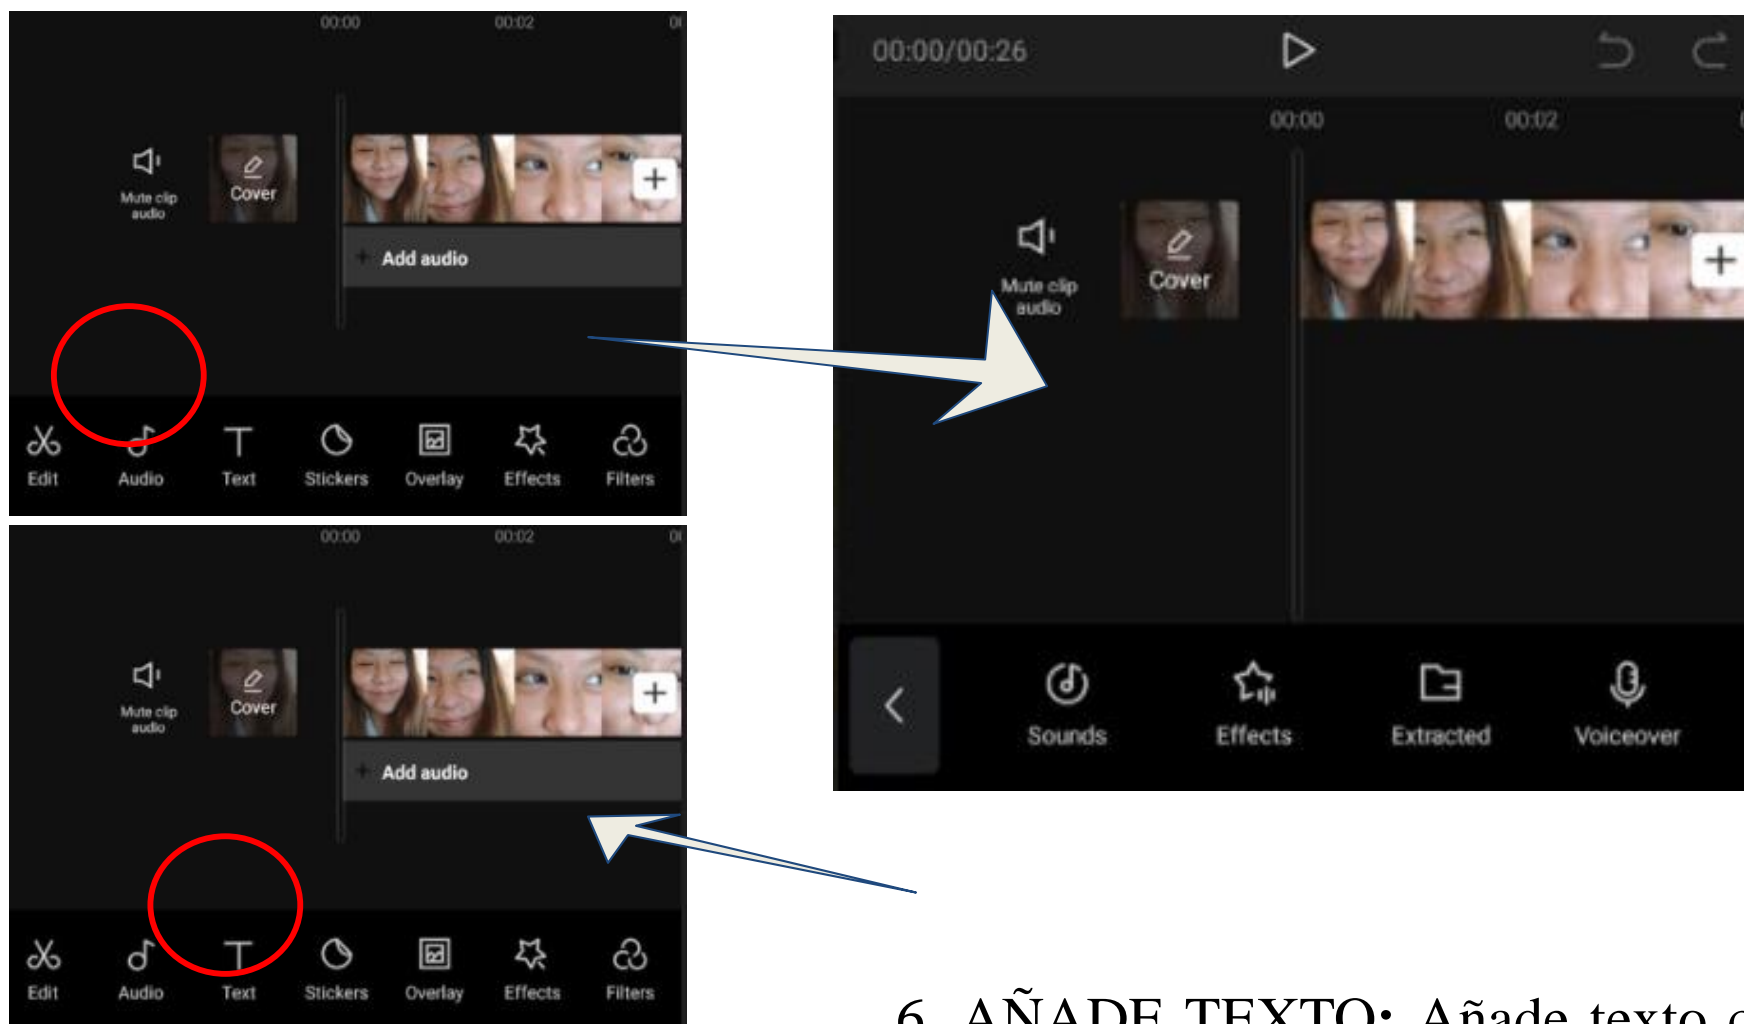 00:00 00:02
Mute clip
audio
Cover
Add audio
Edit Audio Text Stickers Overlay Effects Filters
00:00/00:26
00:00 00:02
Mute clip
audio
Cover
Sounds Effects Extracted Voiceover
00:00 00:02
Mute clip
audio
Cover
Add audio
Edit Audio Text Stickers Overlay Effects Filters
6. AÑADE TEXTO: Añade texto